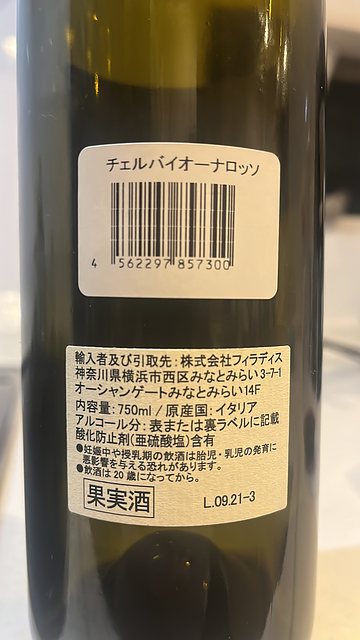 チェルバイオーナロッソ
4 562297 857300
輸入者及び引取先：株式会社フィラディス
神奈川県横浜市西区みなとみらい3-7-1
オーシャンゲートみなとみらい14F
内容量：750ml / 原産国：イタリア
アルコール分：表または裏ラベルに記載
酸化防止剤(亜硫酸塩)含有
●妊娠中や授乳期の飲酒は胎児・乳児の発育に
悪影響を与える恐れがあります。
●飲酒は20歳になってから。
果実酒 L.09.21-3